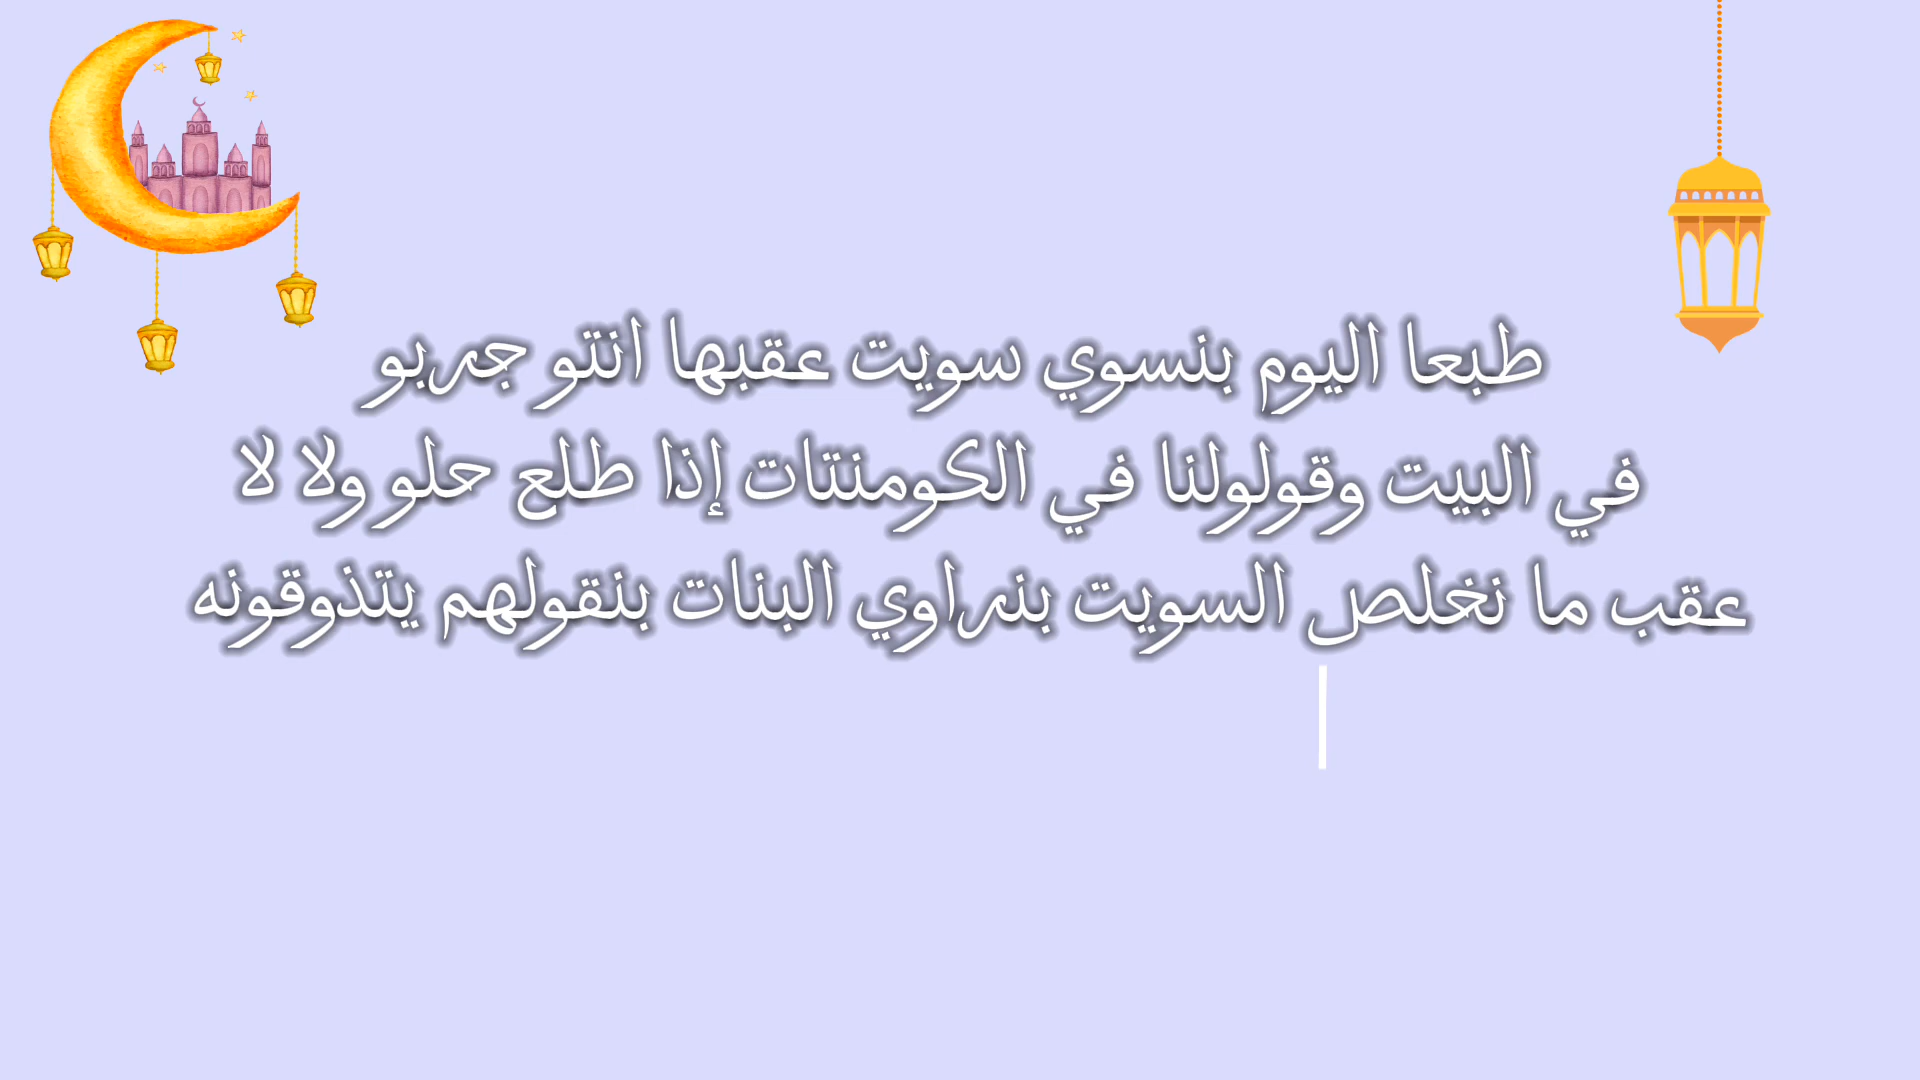 طبعا اليوم بنسوي سويت عقبها انتو جربو
في البيت وقولولنا في الكومنتات إذا طلع حلو ولا لا
عقب ما نخلص السويت بنراوي البنات بنقولهم يتذوقونه